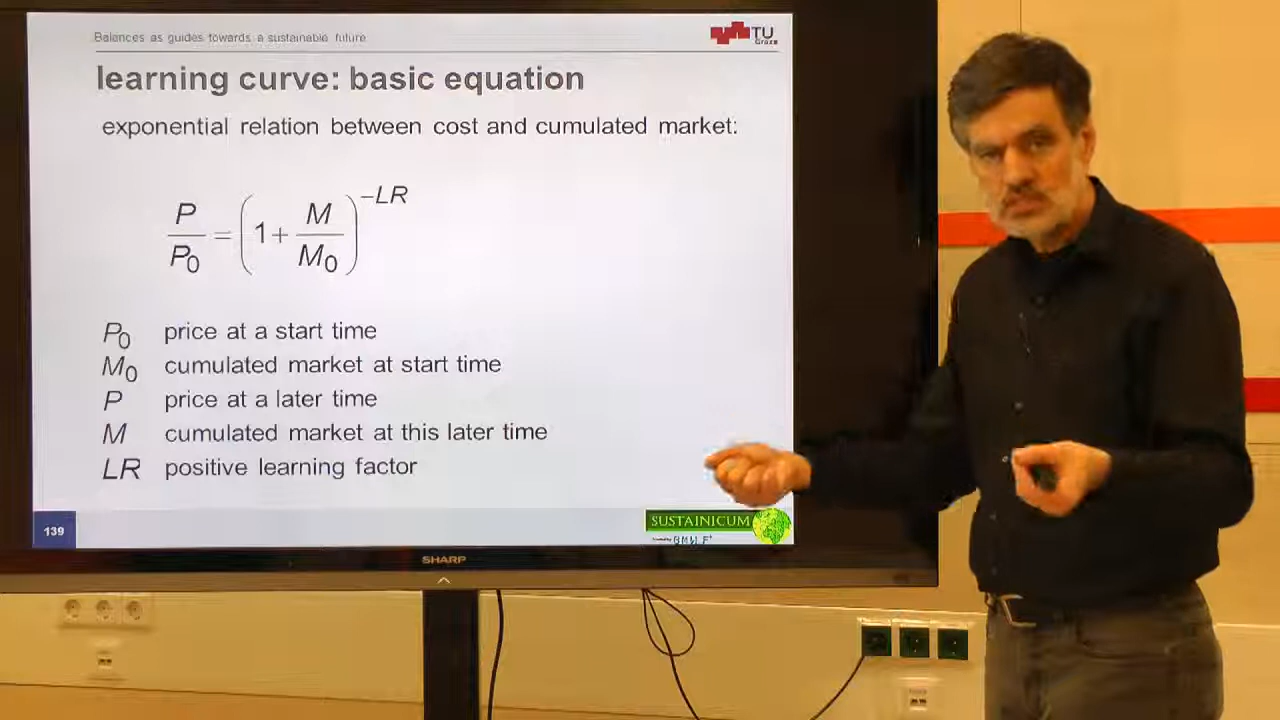 Balances as guides towards a sustainable future
TU
Graz
learning curve: basic equation
exponential relation between cost and cumulated market:
P/P0 = (1 + M/M0)^–LR
P0 price at a start time
M0 cumulated market at start time
P price at a later time
M cumulated market at this later time
LR positive learning factor
139
SUSTAINICUM
BMWF
SHARP